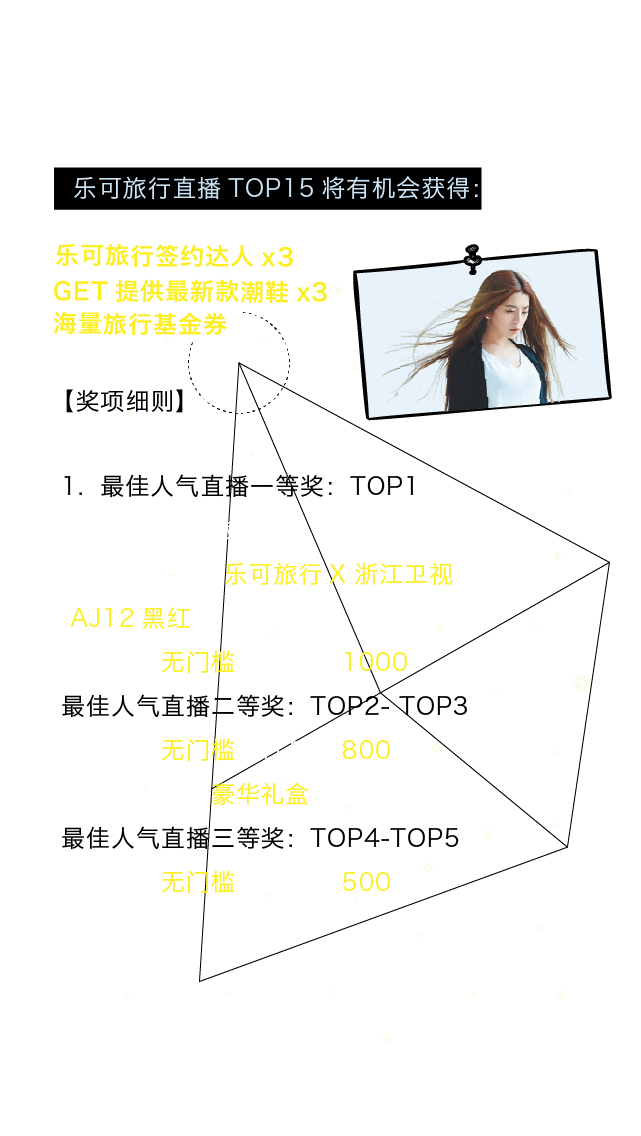 乐可旅行直播 TOP15 将有机会获得:
乐可旅行签约达人 x3
GET 提供最新款潮鞋 x3
海量旅行基金券
【奖项细则】
1. 最佳人气直播一等奖：TOP1
乐可旅行 X 浙江卫视
AJ12 黑红
无门槛 1000
最佳人气直播二等奖：TOP2- TOP3
无门槛 800
豪华礼盒
最佳人气直播三等奖：TOP4-TOP5
无门槛 500